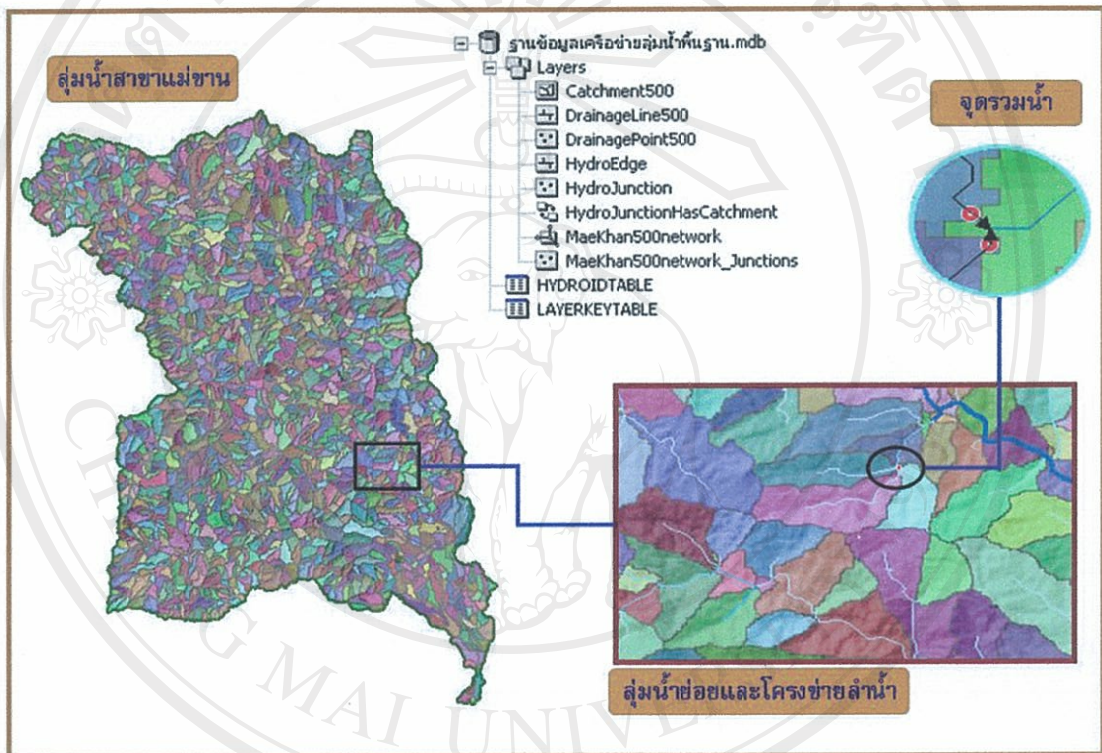 ฐานข้อมูลเครือข่ายลุ่มน้ำพื้นฐาน.mdb
Layers
Catchment500
DrainageLine500
DrainagePoint500
HydroEdge
HydroJunction
HydroJunctionHasCatchment
MaeKhan500network
MaeKhan500network_Junctions
HYDROIDTABLE
LAYERKEYTABLE
ลุ่มน้ำสาขาแม่ขาน
จุดรวมน้ำ
ลุ่มน้ำย่อยและโครงข่ายลำน้ำ